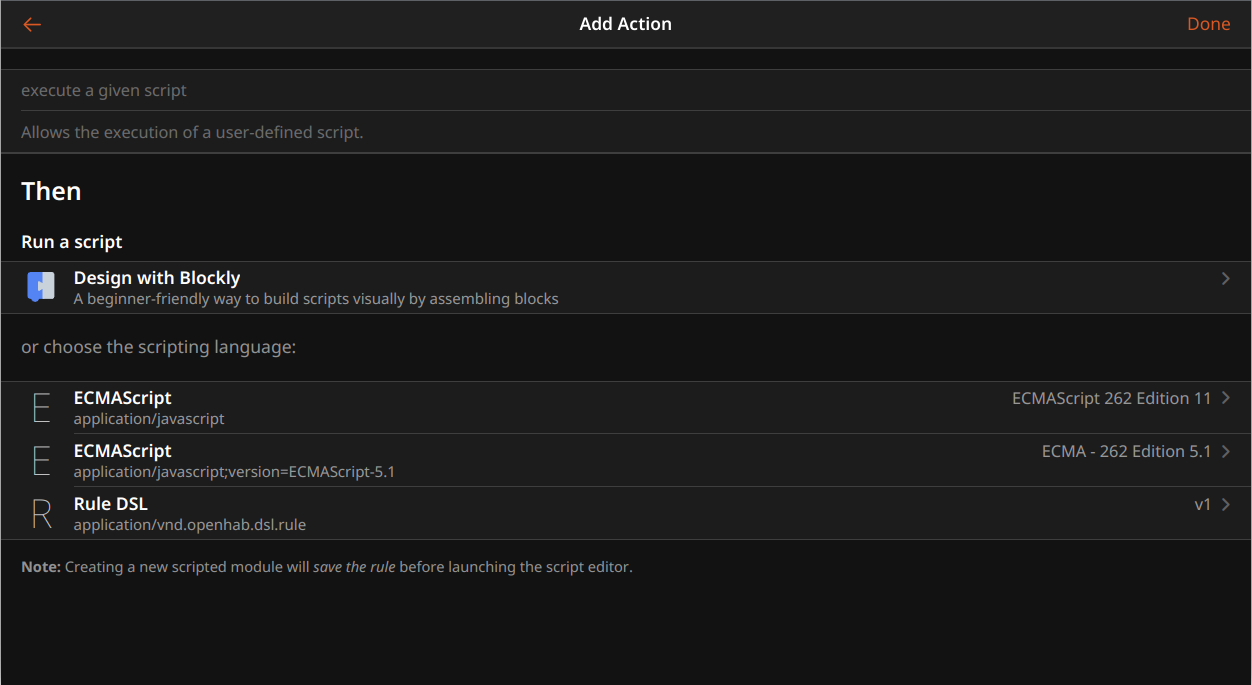 Add Action
Done
execute a given script
Allows the execution of a user-defined script.
Then
Run a script
Design with Blockly
A beginner-friendly way to build scripts visually by assembling blocks
or choose the scripting language:
E
ECMAScript
ECMAScript 262 Edition 11
application/javascript
E
ECMAScript
ECMA - 262 Edition 5.1
application/javascript;version=ECMAScript-5.1
R
Rule DSL
v1
application/vnd.openhab.dsl.rule
Note: Creating a new scripted module will save the rule before launching the script editor.